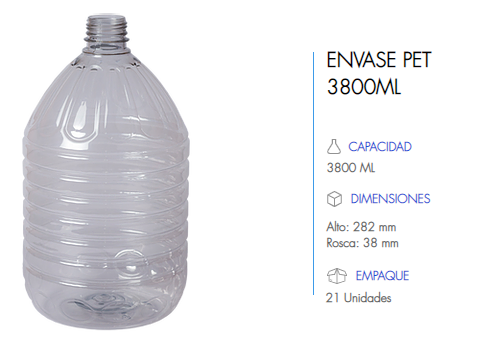 ENVASE PET
3800ML
CAPACIDAD
3800 ML
DIMENSIONES
Alto: 282 mm
Rosca: 38 mm
EMPAQUE
21 Unidades